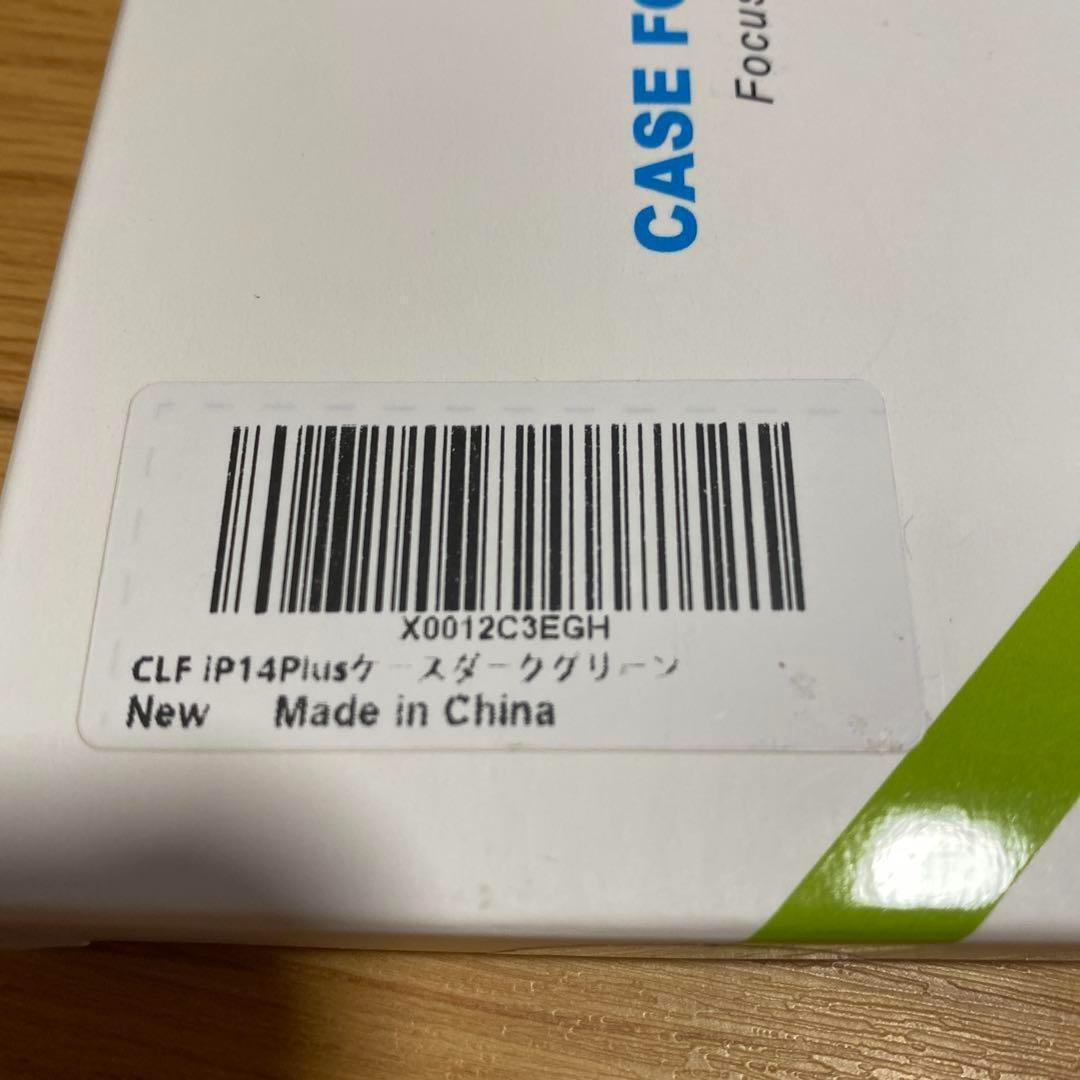 CASE FO
Focus
X0012C3EGH
CLF iP14Plusケースダークグリーン
New Made in China